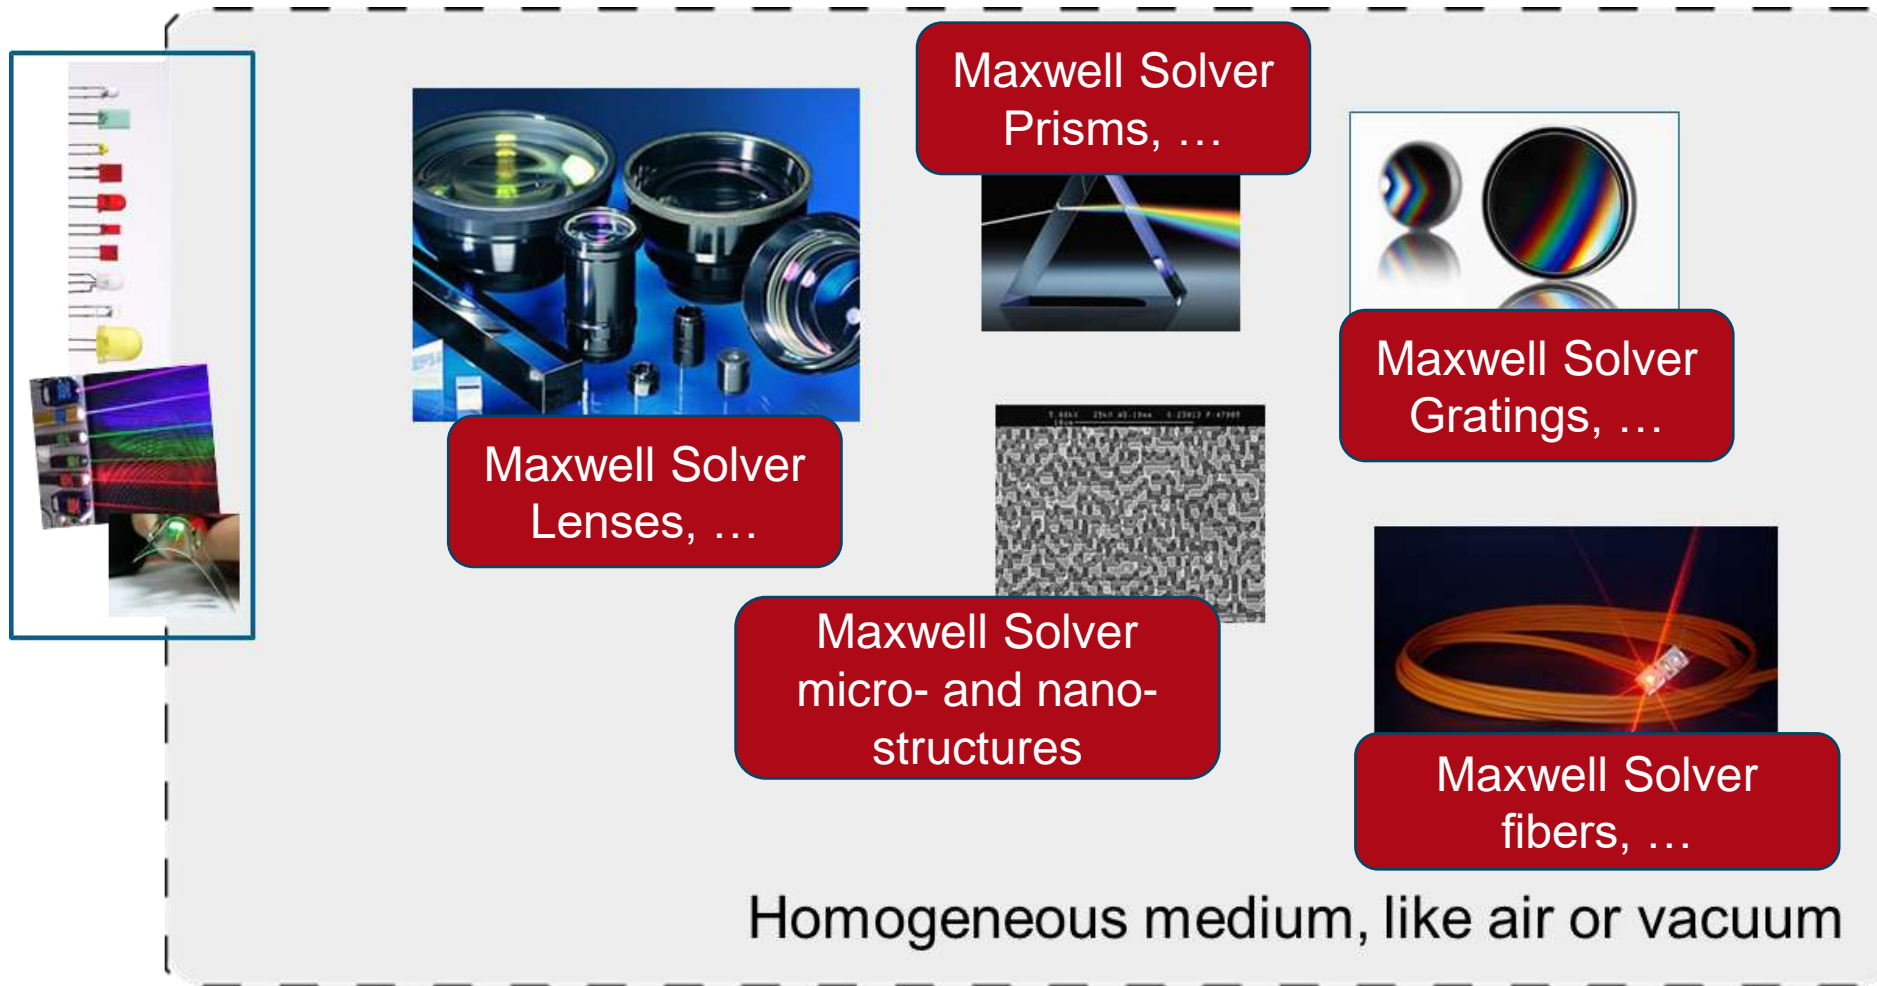 Maxwell Solver
Prisms, …
Maxwell Solver
Gratings, …
Maxwell Solver
Lenses, …
Maxwell Solver
micro- and nano-
structures
Maxwell Solver
fibers, …
Homogeneous medium, like air or vacuum